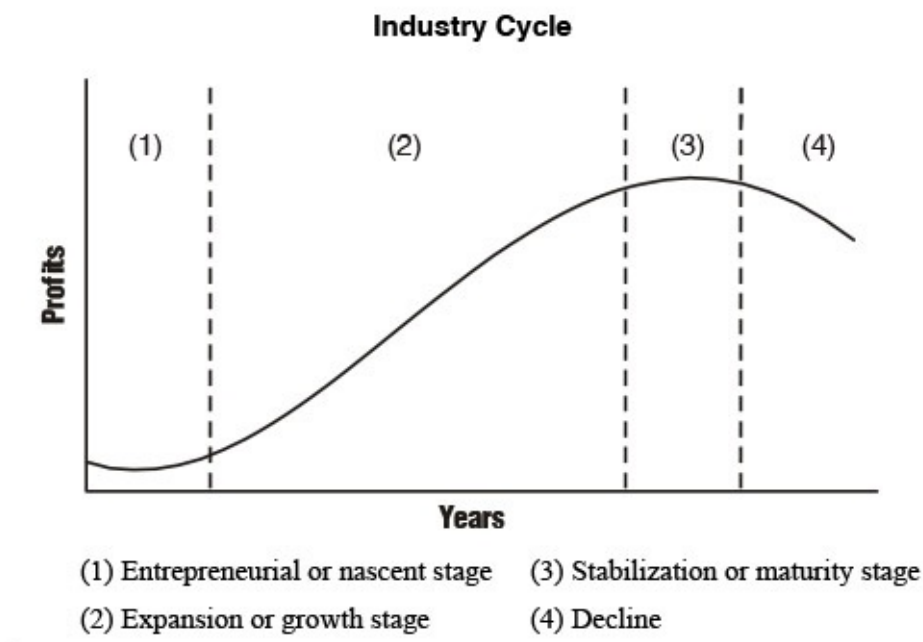 Industry Cycle
(1)
(2)
(3)
(4)
Profits
Years
(1) Entrepreneurial or nascent stage
(3) Stabilization or maturity stage
(2) Expansion or growth stage
(4) Decline